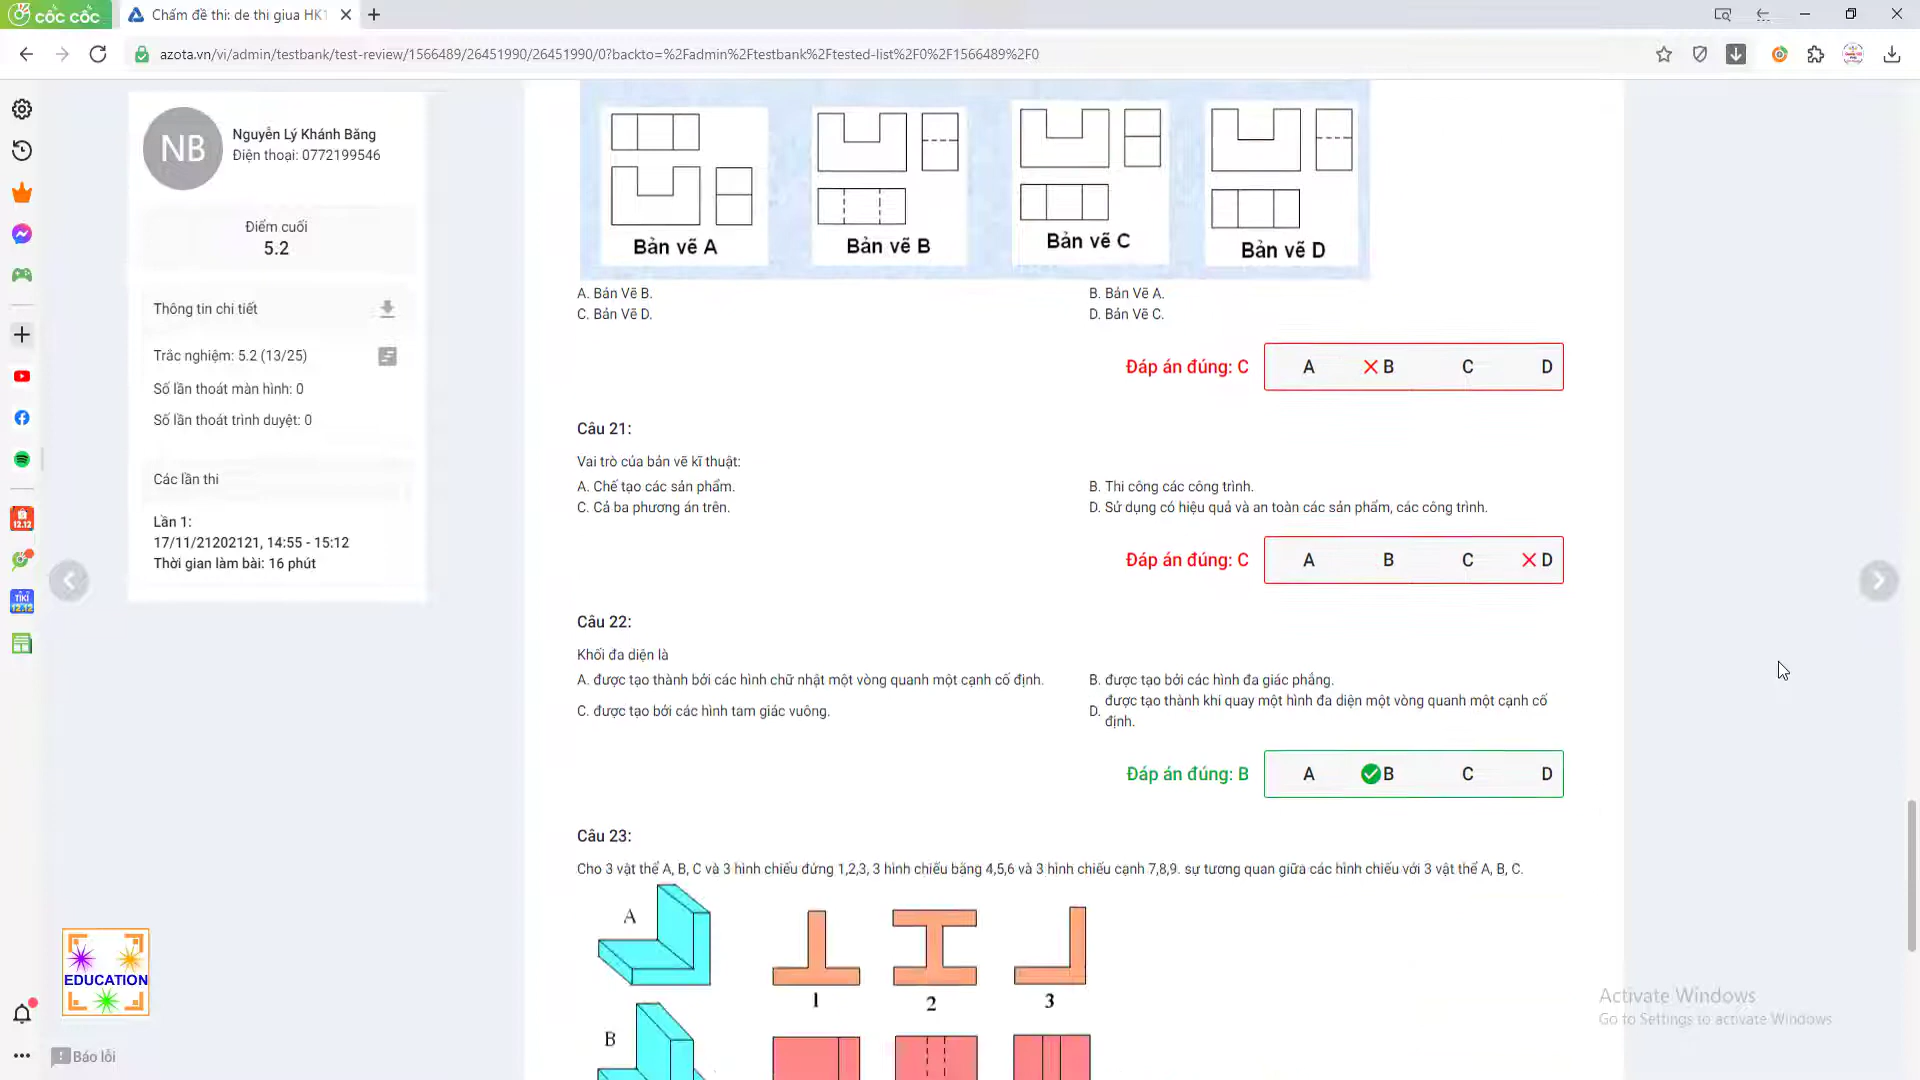 cốc cốc
Chấm đề thi: de thi giua HK1
azota.vn/vi/admin/testbank/test-review/1566489/26451990/26451990/0?backto=%2Fadmin%2Ftestbank%2Ftested-list%2F0%2F1566489%2F0
NB
Nguyễn Lý Khánh Băng
Điện thoại: 0772199546
Điểm cuối
5.2
Thông tin chi tiết
Trắc nghiệm: 5.2 (13/25)
Số lần thoát màn hình: 0
Số lần thoát trình duyệt: 0
Các lần thi
Lần 1:
17/11/21202121, 14:55 - 15:12
Thời gian làm bài: 16 phút
12.12
TIKI
12.12
EDUCATION
Báo lỗi
Bản vẽ A
Bản vẽ B
Bản vẽ C
Bản vẽ D
A. Bản Vẽ B.
B. Bản Vẽ A.
C. Bản Vẽ D.
D. Bản Vẽ C.
Đáp án đúng: C A B C D
Câu 21:
Vai trò của bản vẽ kĩ thuật:
A. Chế tạo các sản phẩm.
B. Thi công các công trình.
C. Cả ba phương án trên.
D. Sử dụng có hiệu quả và an toàn các sản phẩm, các công trình.
Đáp án đúng: C A B C D
Câu 22:
Khối đa diện là
A. được tạo thành bởi các hình chữ nhật một vòng quanh một cạnh cố định.
B. được tạo bởi các hình đa giác phẳng.
C. được tạo bởi các hình tam giác vuông.
D. được tạo thành khi quay một hình đa diện một vòng quanh một cạnh cố
định.
Đáp án đúng: B A B C D
Câu 23:
Cho 3 vật thể A, B, C và 3 hình chiếu đứng 1,2,3, 3 hình chiếu bằng 4,5,6 và 3 hình chiếu cạnh 7,8,9. sự tương quan giữa các hình chiếu với 3 vật thể A, B, C.
A
1
2
3
B
Activate Windows
Go to Settings to activate Windows